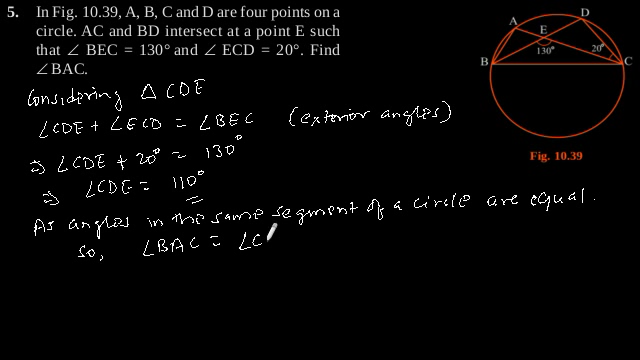 5. In Fig. 10.39, A, B, C and D are four points on a
circle. AC and BD intersect at a point E such
that ∠ BEC = 130° and ∠ ECD = 20°. Find
∠ BAC.
A
D
E
B
130°
20°
C
Fig. 10.39
Considering △ CDE
∠CDE + ∠ECD = ∠BEC (exterior angles)
⇒ ∠CDE + 20° = 130°
⇒ ∠CDE = 110°
As angles in the same segment of a circle are equal.
so, ∠BAC = ∠C